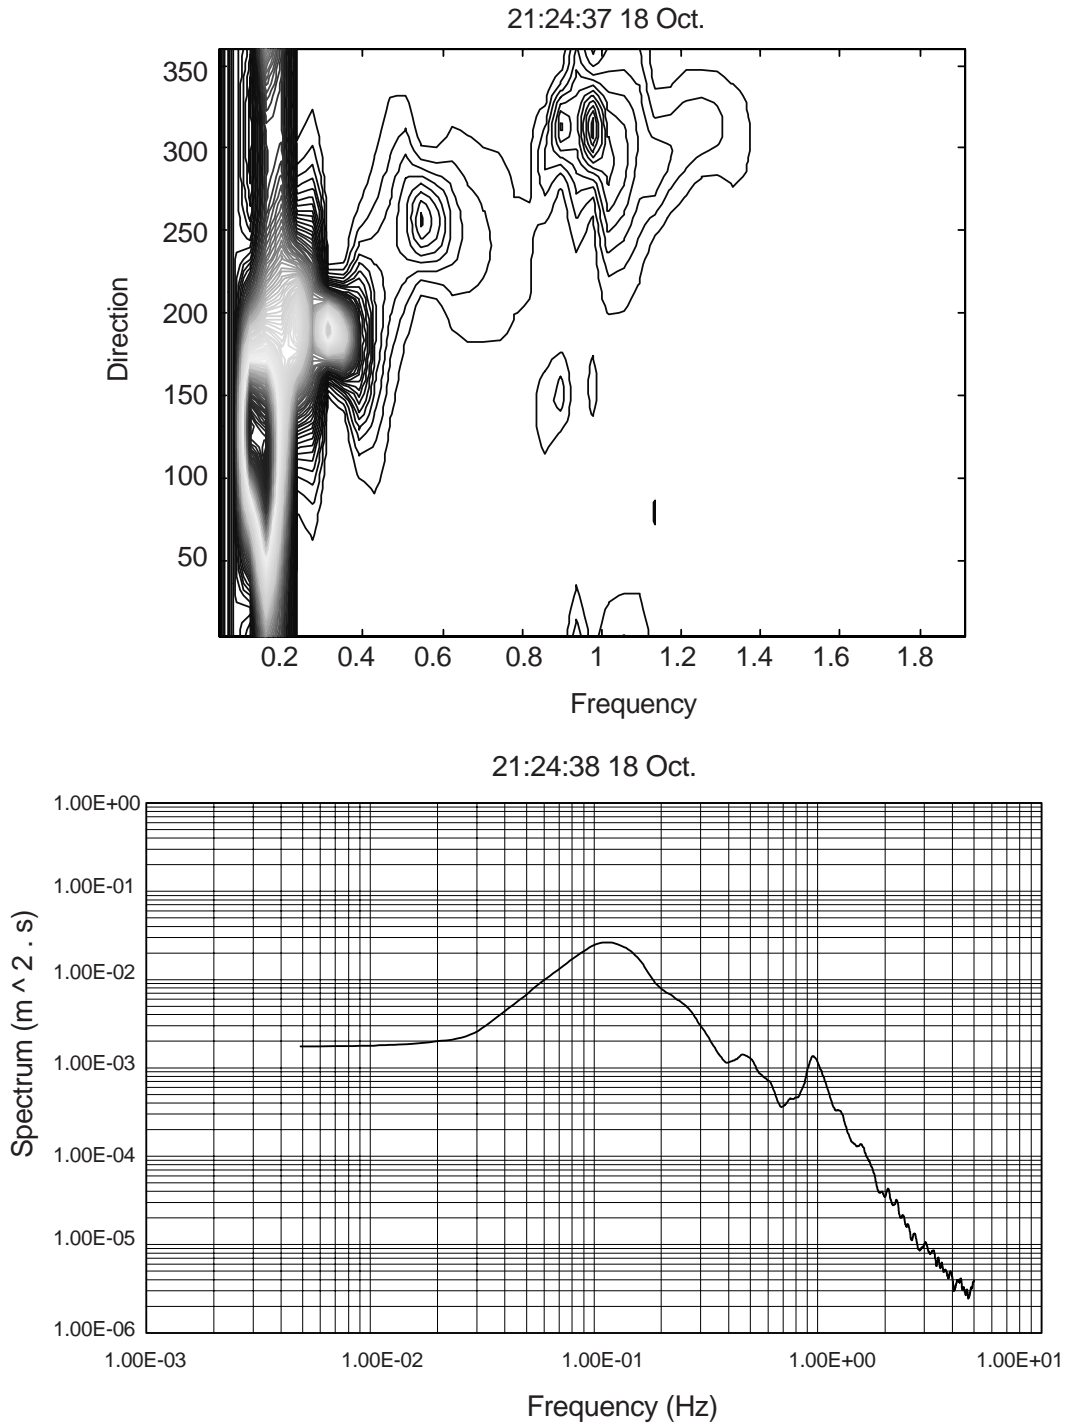 21:24:37 18 Oct.
350
300
250
200
150
100
50
Direction
0.2 0.4 0.6 0.8 1 1.2 1.4 1.6 1.8
Frequency
21:24:38 18 Oct.
1.00E+00
1.00E-01
1.00E-02
1.00E-03
1.00E-04
1.00E-05
1.00E-06
Spectrum (m ^ 2 . s)
1.00E-03 1.00E-02 1.00E-01 1.00E+00 1.00E+01
Frequency (Hz)